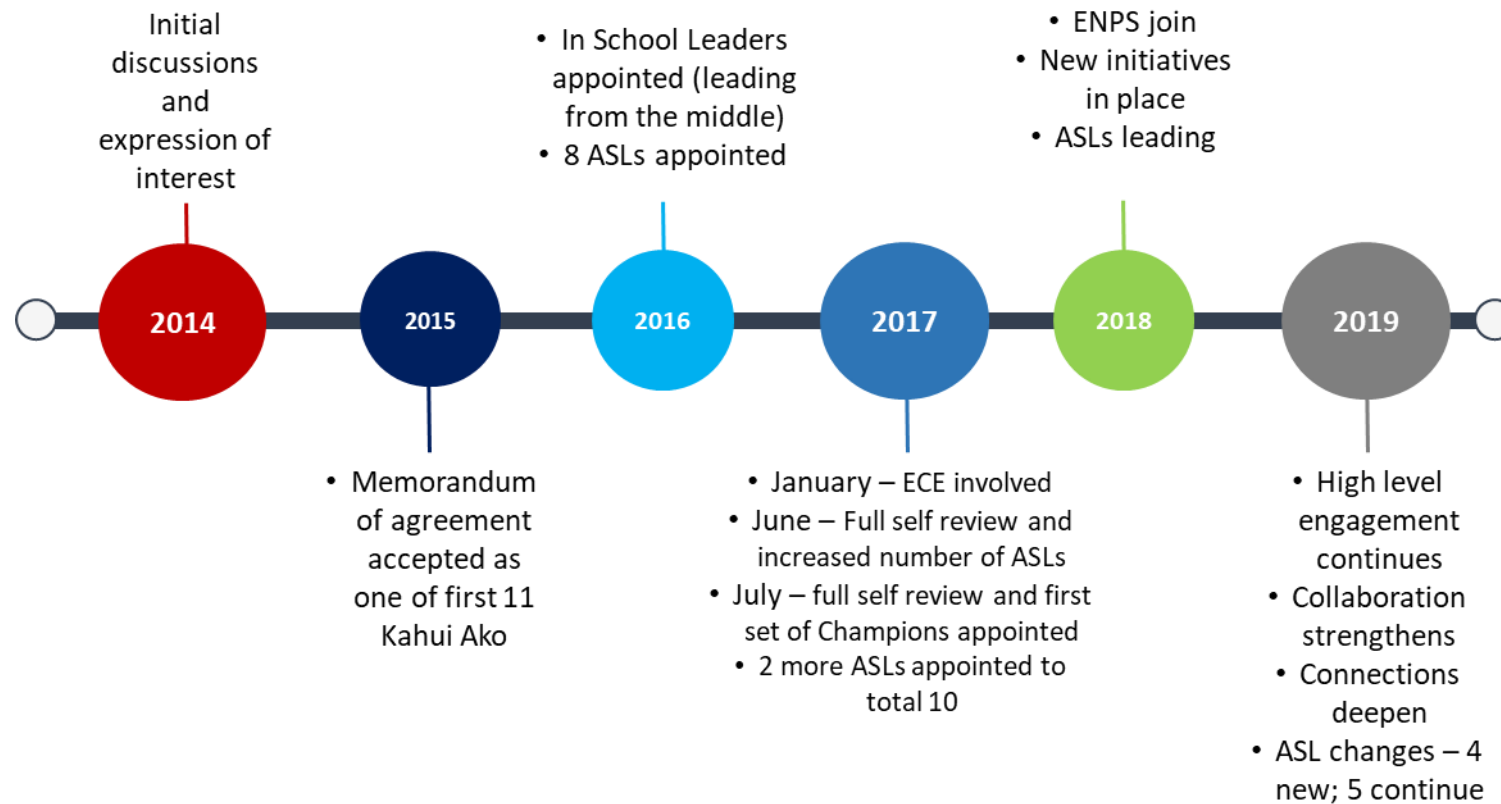 Initial
discussions
and
expression of
interest
• In School Leaders
appointed (leading
from the middle)
• 8 ASLs appointed
• ENPS join
• New initiatives
in place
• ASLs leading
2014
2015
2016
2017
2018
2019
• Memorandum
of agreement
accepted as
one of first 11
Kahui Ako
• January – ECE involved
• June – Full self review and
increased number of ASLs
• July – full self review and first
set of Champions appointed
• 2 more ASLs appointed to
total 10
• High level
engagement
continues
• Collaboration
strengthens
• Connections
deepen
• ASL changes – 4
new; 5 continue